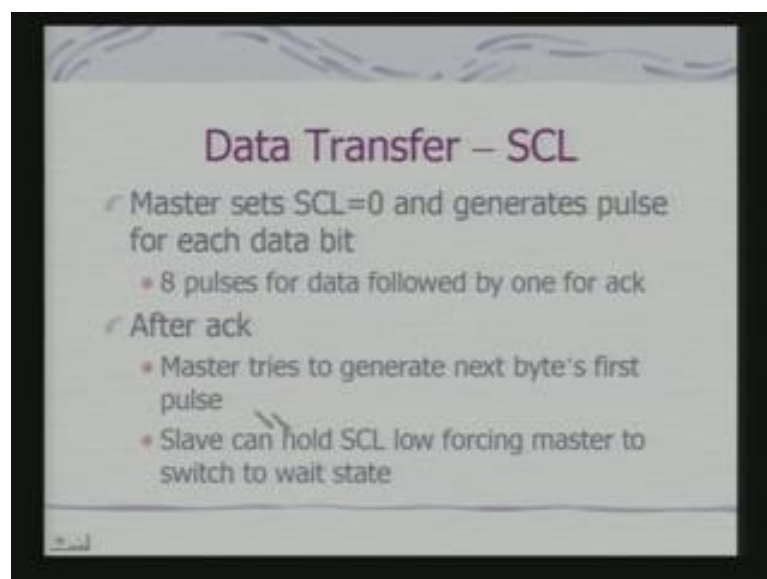 Data Transfer – SCL
Master sets SCL=0 and generates pulse
for each data bit
8 pulses for data followed by one for ack
After ack
Master tries to generate next byte's first
pulse
Slave can hold SCL low forcing master to
switch to wait state